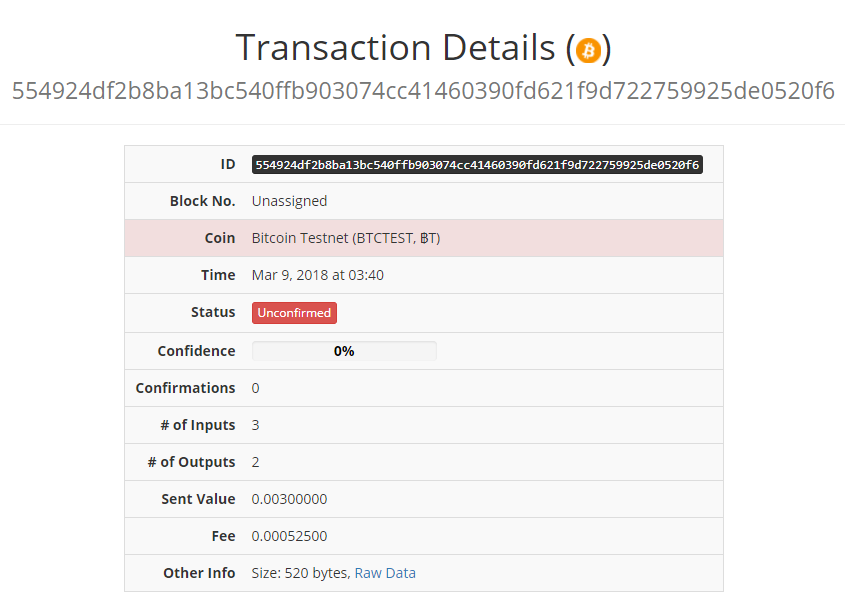 Transaction Details (₿)
554924df2b8ba13bc540ffb903074cc41460390fd621f9d722759925de0520f6
ID 554924df2b8ba13bc540ffb903074cc41460390fd621f9d722759925de0520f6
Block No. Unassigned
Coin Bitcoin Testnet (BTCTEST, ฿T)
Time Mar 9, 2018 at 03:40
Status Unconfirmed
Confidence 0%
Confirmations 0
# of Inputs 3
# of Outputs 2
Sent Value 0.00300000
Fee 0.00052500
Other Info Size: 520 bytes, Raw Data